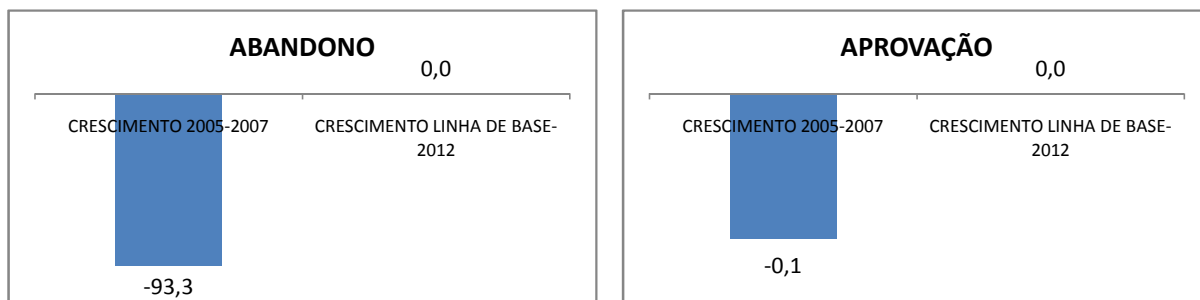 ABANDONO
0,0
CRESCIMENTO 2005-2007
CRESCIMENTO LINHA DE BASE-
2012
-93,3
APROVAÇÃO
0,0
CRESCIMENTO 2005-2007
CRESCIMENTO LINHA DE BASE-
2012
-0,1